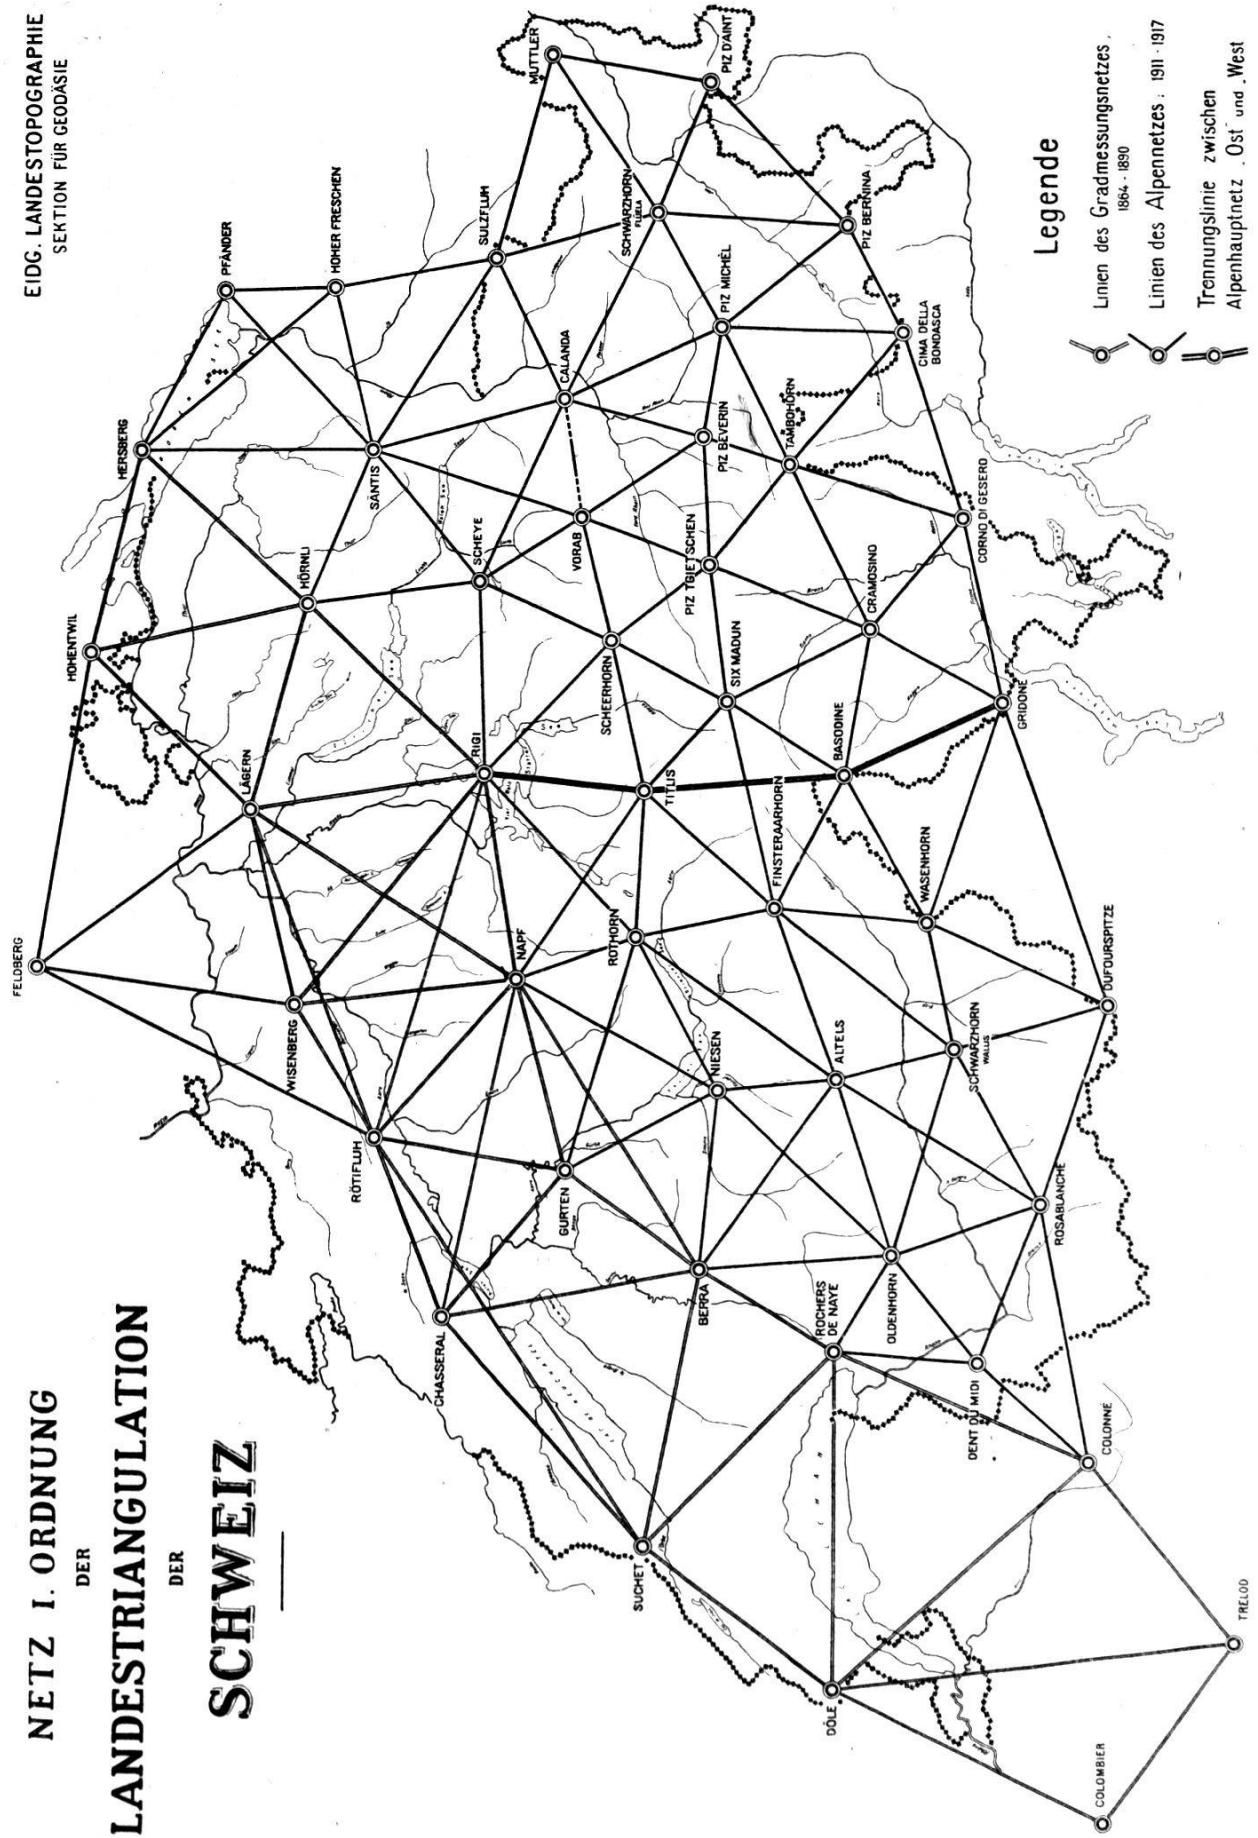 NETZ I. ORDNUNG
DER
LANDESTRIANGULATION
DER
SCHWEIZ
EIDG. LANDESTOPOGRAPHIE
SEKTION FÜR GEODÄSIE
FELDBERG
HOHENTWIL
HERSBERG
PFÄNDER
HOHER FRESCHEN
MUTTLER
PIZ D'AINT
SULZFLUH
SCHWARZHORN
FLÜELA
PIZ BERNINA
PIZ MICHÈL
CALANDA
SÄNTIS
HÖRNLI
SCHEYE
VORAB
PIZ BEVERIN
TAMBOHORN
CIMA DELLA
BONDASCA
CORNO DI GESERO
CRAMOSINO
PIZ TGIETSCHEN
SCHEERHORN
SIX MADUN
BASODINE
GRIDONE
LÄGERN
RIGI
TITLIS
FINSTERAARHORN
WASENHORN
WISENBERG
NAPF
ROTHORN
NIESEN
ALTELS
SCHWARZHORN
WALLIS
DUFOURSPITZE
RÖTIFLUH
GURTEN
CHASSERAL
BERRA
ROCHERS
DE NAYE
OLDENHORN
ROSABLANCHE
DENT DU MIDI
COLONNÉ
SUCHET
DÔLE
COLOMBIER
TRELOD
Legende
Linien des Gradmessungsnetzes.
1864 - 1890
Linien des Alpennetzes: 1911 - 1917
Trennungslinie zwischen
Alpenhauptnetz „Ost“ und „West